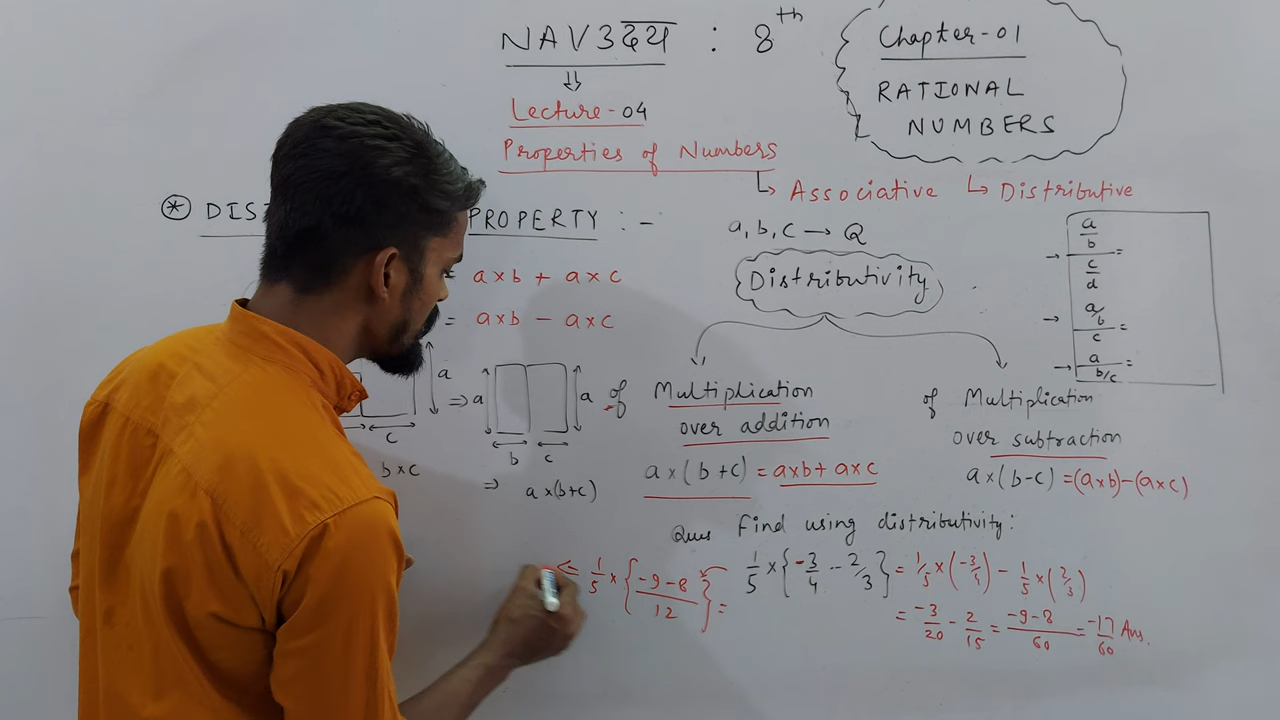 NAV3दय : 8th
Chapter-01
RATIONAL
NUMBERS
⇓
Lecture-04
Properties of Numbers
↳ Associative ↳ Distributive
⊛ DIS PROPERTY :-
a×b + a×c
= a×b - a×c
a
c
b×c
⇒ a a
b c
⇒ a×(b+c)
a, b, c → Q
Distributivity
of Multiplication
over addition
a×(b+c) = a×b + a×c
of Multiplication
over subtraction
a×(b-c) = (a×b)-(a×c)
→ a/b / c/d =
→ a/b / c =
→ a / b/c =
Ques Find using distributivity:
1/5 × {-3/4 - 2/3} = 1/5 × (-3/4) - 1/5 × (2/3)
= -3/20 - 2/15 = -9-8/60 = -17/60 Ans.
⇐ 1/5 × {-9-8/12} =